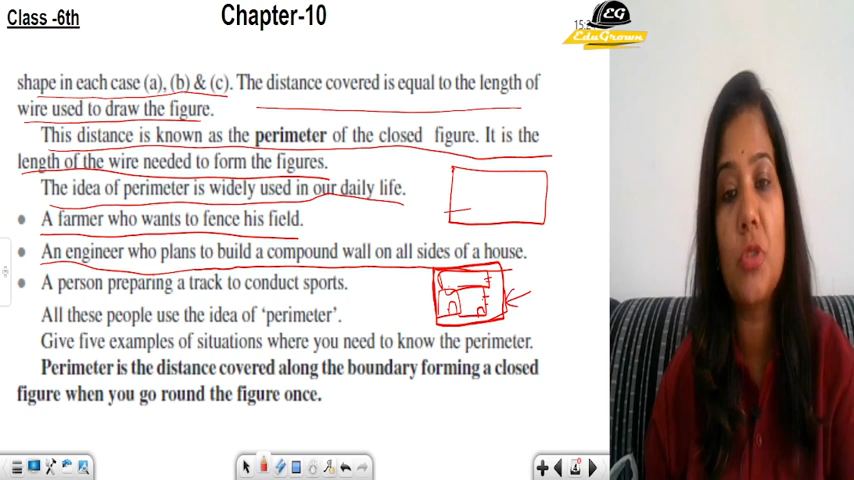 Class -6th
Chapter-10
15:2
EG
EduGrown
shape in each case (a), (b) & (c). The distance covered is equal to the length of
wire used to draw the figure.
This distance is known as the perimeter of the closed figure. It is the
length of the wire needed to form the figures.
The idea of perimeter is widely used in our daily life.
● A farmer who wants to fence his field.
● An engineer who plans to build a compound wall on all sides of a house.
● A person preparing a track to conduct sports.
All these people use the idea of ‘perimeter’.
Give five examples of situations where you need to know the perimeter.
Perimeter is the distance covered along the boundary forming a closed
figure when you go round the figure once.
4